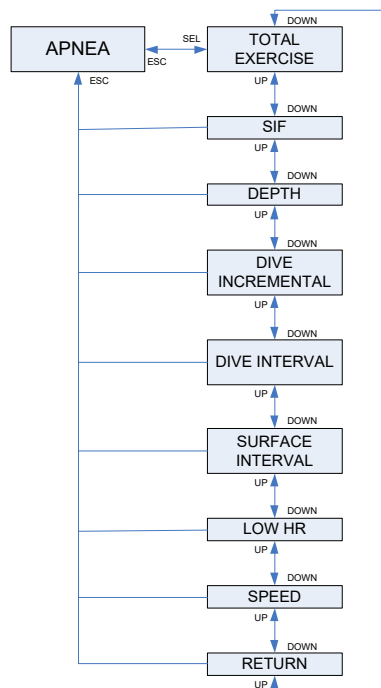 DOWN
APNEA
SEL
ESC
TOTAL
EXERCISE
ESC
UP
DOWN
SIF
UP
DOWN
DEPTH
UP
DOWN
DIVE
INCREMENTAL
UP
DOWN
DIVE INTERVAL
UP
DOWN
SURFACE
INTERVAL
UP
DOWN
LOW HR
UP
DOWN
SPEED
UP
DOWN
RETURN
UP